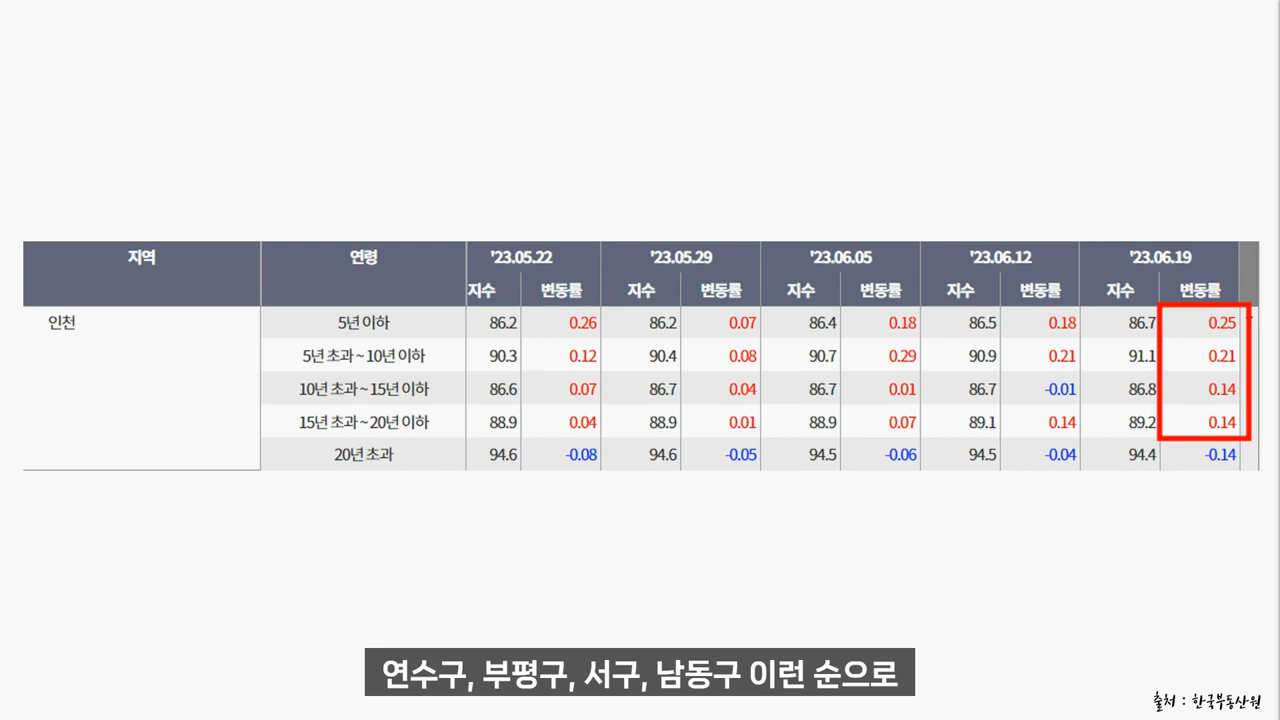 지역 연령 '23.05.22 '23.05.29 '23.06.05 '23.06.12 '23.06.19
지수 변동률 지수 변동률 지수 변동률 지수 변동률 지수 변동률
인천 5년 이하 86.2 0.26 86.2 0.07 86.4 0.18 86.5 0.18 86.7 0.25
5년 초과 ~ 10년 이하 90.3 0.12 90.4 0.08 90.7 0.29 90.9 0.21 91.1 0.21
10년 초과 ~ 15년 이하 86.6 0.07 86.7 0.04 86.7 0.01 86.7 -0.01 86.8 0.14
15년 초과 ~ 20년 이하 88.9 0.04 88.9 0.01 88.9 0.07 89.1 0.14 89.2 0.14
20년 초과 94.6 -0.08 94.6 -0.05 94.5 -0.06 94.5 -0.04 94.4 -0.14
연수구, 부평구, 서구, 남동구 이런 순으로
출처 : 한국부동산원